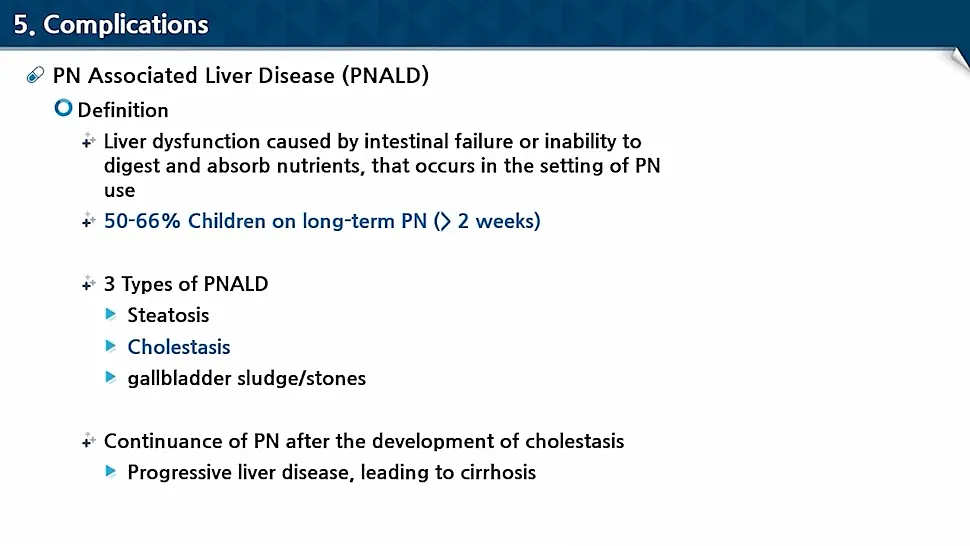 5. Complications
PN Associated Liver Disease (PNALD)
Definition
Liver dysfunction caused by intestinal failure or inability to
digest and absorb nutrients, that occurs in the setting of PN
use
50-66% Children on long-term PN (> 2 weeks)
3 Types of PNALD
Steatosis
Cholestasis
gallbladder sludge/stones
Continuance of PN after the development of cholestasis
Progressive liver disease, leading to cirrhosis